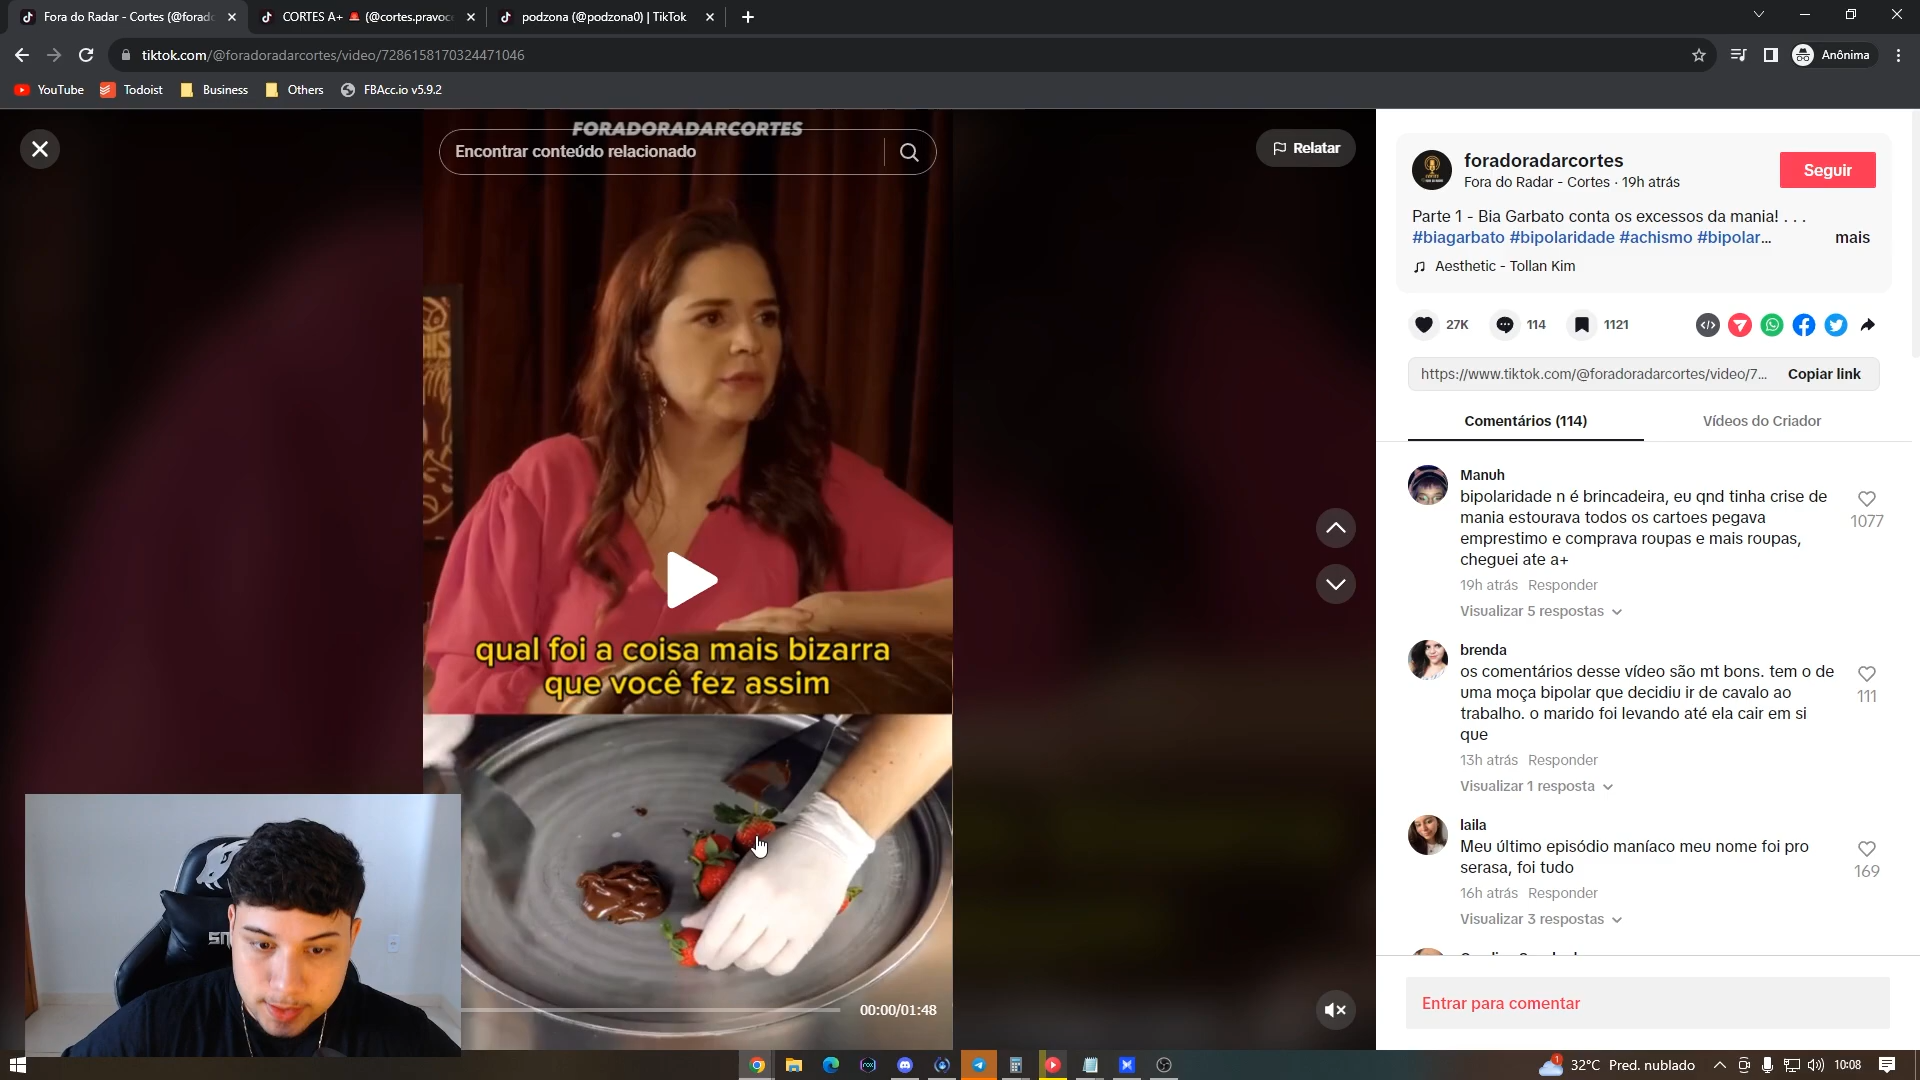 Fora do Radar - Cortes (@forad
CORTES A+ 🚨 (@cortes.pravoc
podzona (@podzona0) | TikTok
tiktok.com/@foradoradarcortes/video/7286158170324471046
Anônima
YouTube
Todoist
Business
Others
FBAcc.io v5.9.2
FORADORADARCORTES
Encontrar conteúdo relacionado
Relatar
qual foi a coisa mais bizarra
que você fez assim
00:00/01:48
foradoradarcortes
Fora do Radar - Cortes · 19h atrás
Seguir
Parte 1 - Bia Garbato conta os excessos da mania! . . .
#biagarbato #bipolaridade #achismo #bipolar...
mais
Aesthetic - Tollan Kim
27K
114
1121
https://www.tiktok.com/@foradoradarcortes/video/7...
Copiar link
Comentários (114)
Vídeos do Criador
Manuh
bipolaridade n é brincadeira, eu qnd tinha crise de
mania estourava todos os cartoes pegava
emprestimo e comprava roupas e mais roupas,
cheguei ate a+
1077
19h atrás Responder
Visualizar 5 respostas
brenda
os comentários desse vídeo são mt bons. tem o de
uma moça bipolar que decidiu ir de cavalo ao
trabalho. o marido foi levando até ela cair em si
que
111
13h atrás Responder
Visualizar 1 resposta
laila
Meu último episódio maníaco meu nome foi pro
serasa, foi tudo
169
16h atrás Responder
Visualizar 3 respostas
Entrar para comentar
1
32°C Pred. nublado
10:08